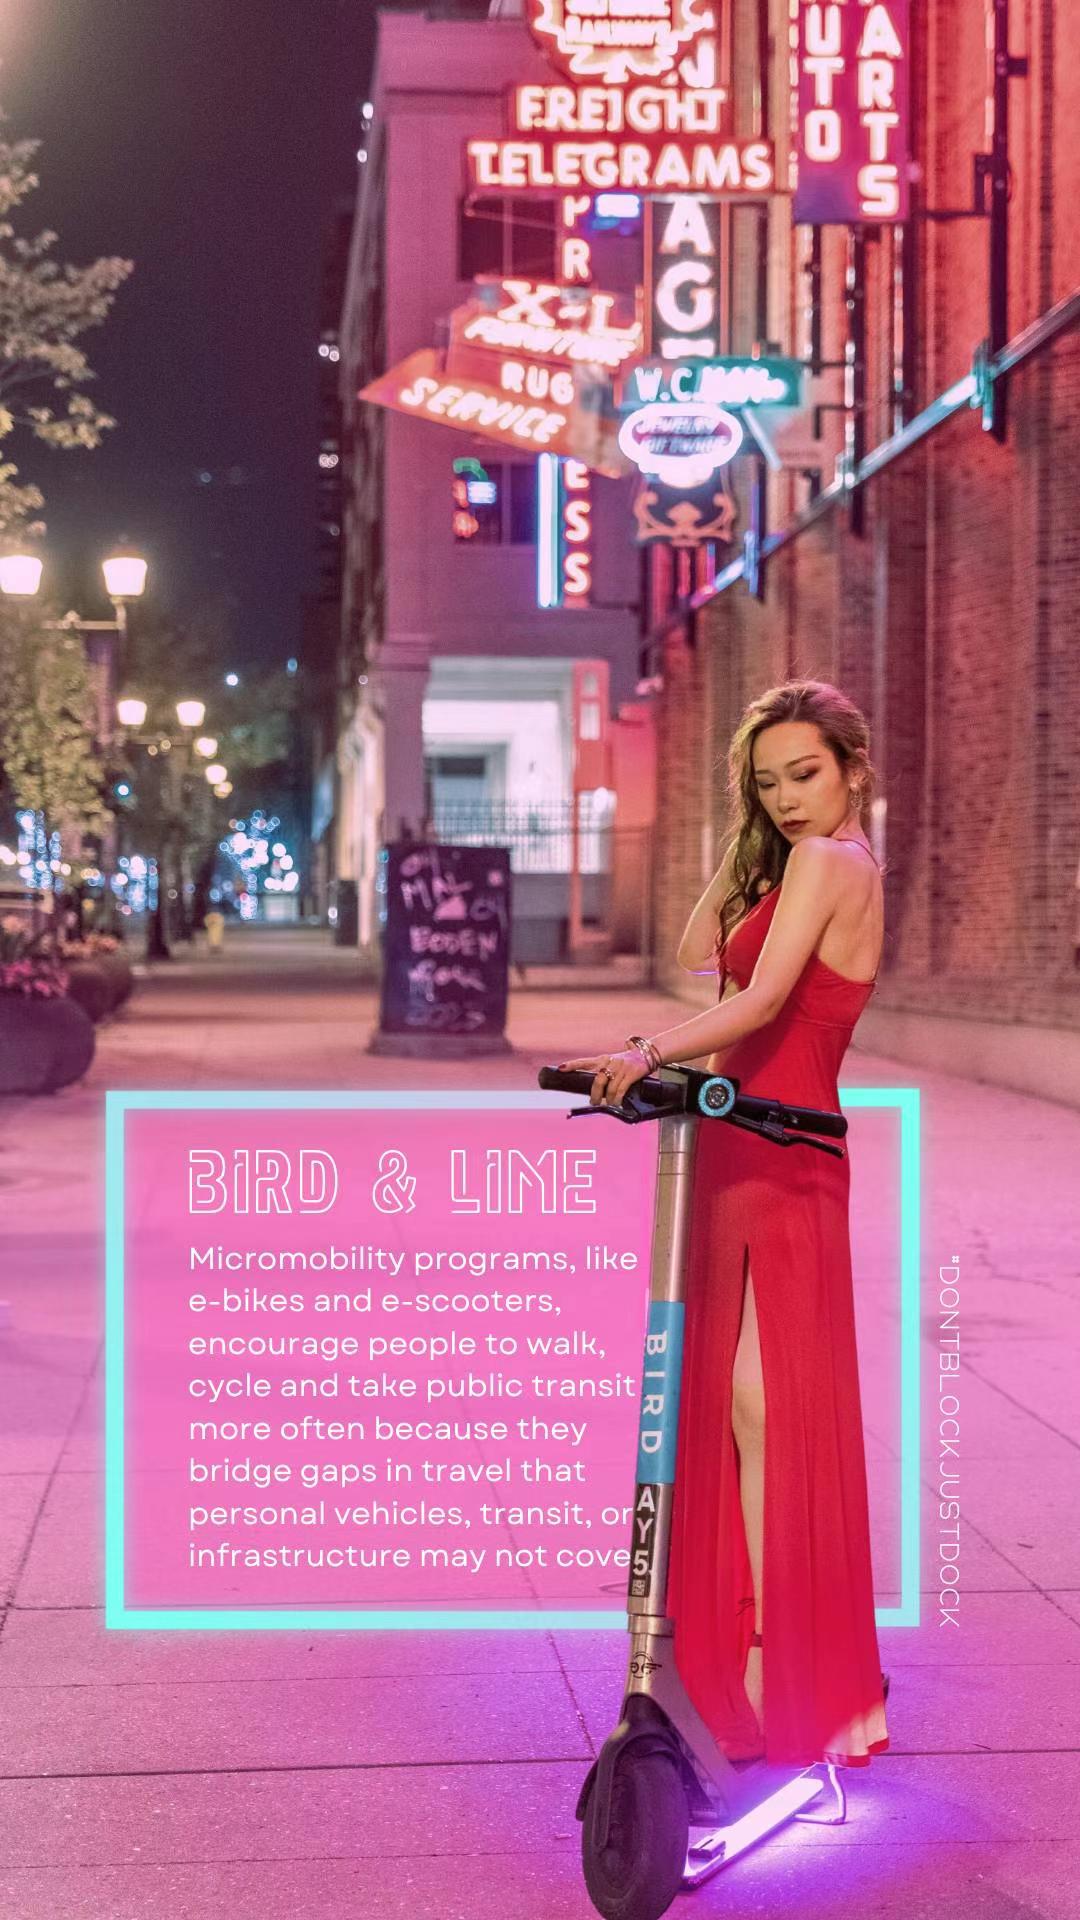 FREIGHT
TELEGRAMS
AUTO
PARTS
X-L
FURNITURE
RUG
SERVICE
W.C.
BIRD & LIME
Micromobility programs, like
e-bikes and e-scooters,
encourage people to walk,
cycle and take public transit
more often because they
bridge gaps in travel that
personal vehicles, transit, or
infrastructure may not cove
BIRD
AY5
"DONTBLOCKJUSTDOCK